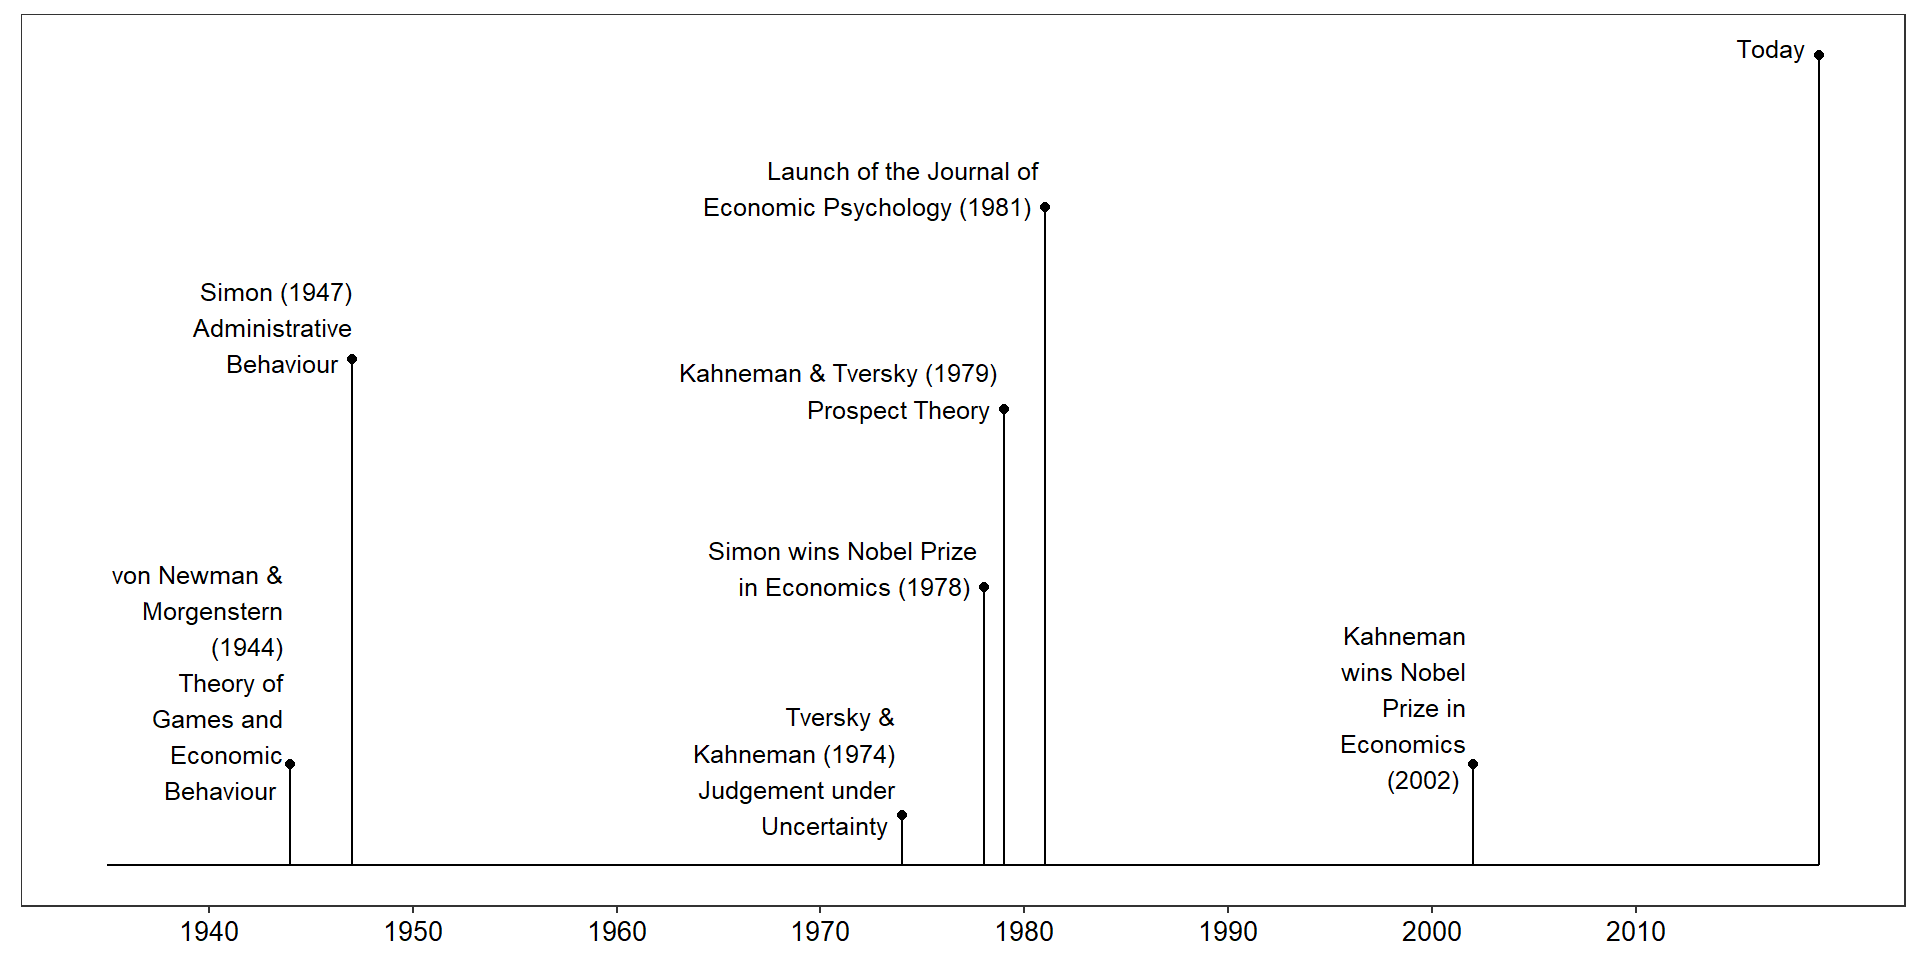 Today
Launch of the Journal of
Economic Psychology (1981)
Simon (1947)
Administrative
Behaviour
Kahneman & Tversky (1979)
Prospect Theory
Simon wins Nobel Prize
in Economics (1978)
von Newman &
Morgenstern
(1944)
Theory of
Games and
Economic
Behaviour
Kahneman
wins Nobel
Prize in
Economics
(2002)
Tversky &
Kahneman (1974)
Judgement under
Uncertainty
1940 1950 1960 1970 1980 1990 2000 2010